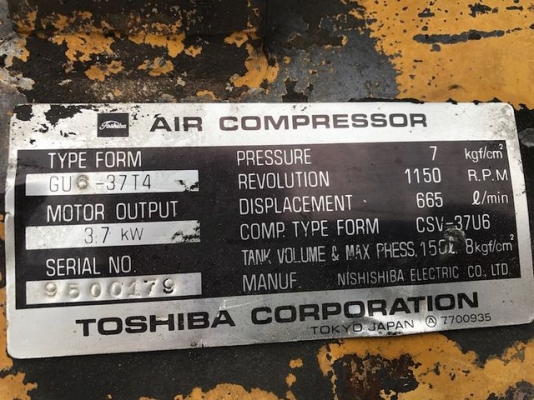 Toshiba AIR COMPRESSOR
TYPE FORM
GU6-37T4
MOTOR OUTPUT
3.7 kW
SERIAL NO.
9500179
PRESSURE 7 kgf/cm²
REVOLUTION 1150 R.P.M
DISPLACEMENT 665 ℓ/min
COMP. TYPE FORM CSV-37U6
TANK VOLUME & MAX PRESS. 150ℓ. 8kgf/cm²
MANUF. NISHISHIBA ELECTRIC CO., LTD.
TOSHIBA CORPORATION
TOKYO JAPAN Ⓐ 7700935